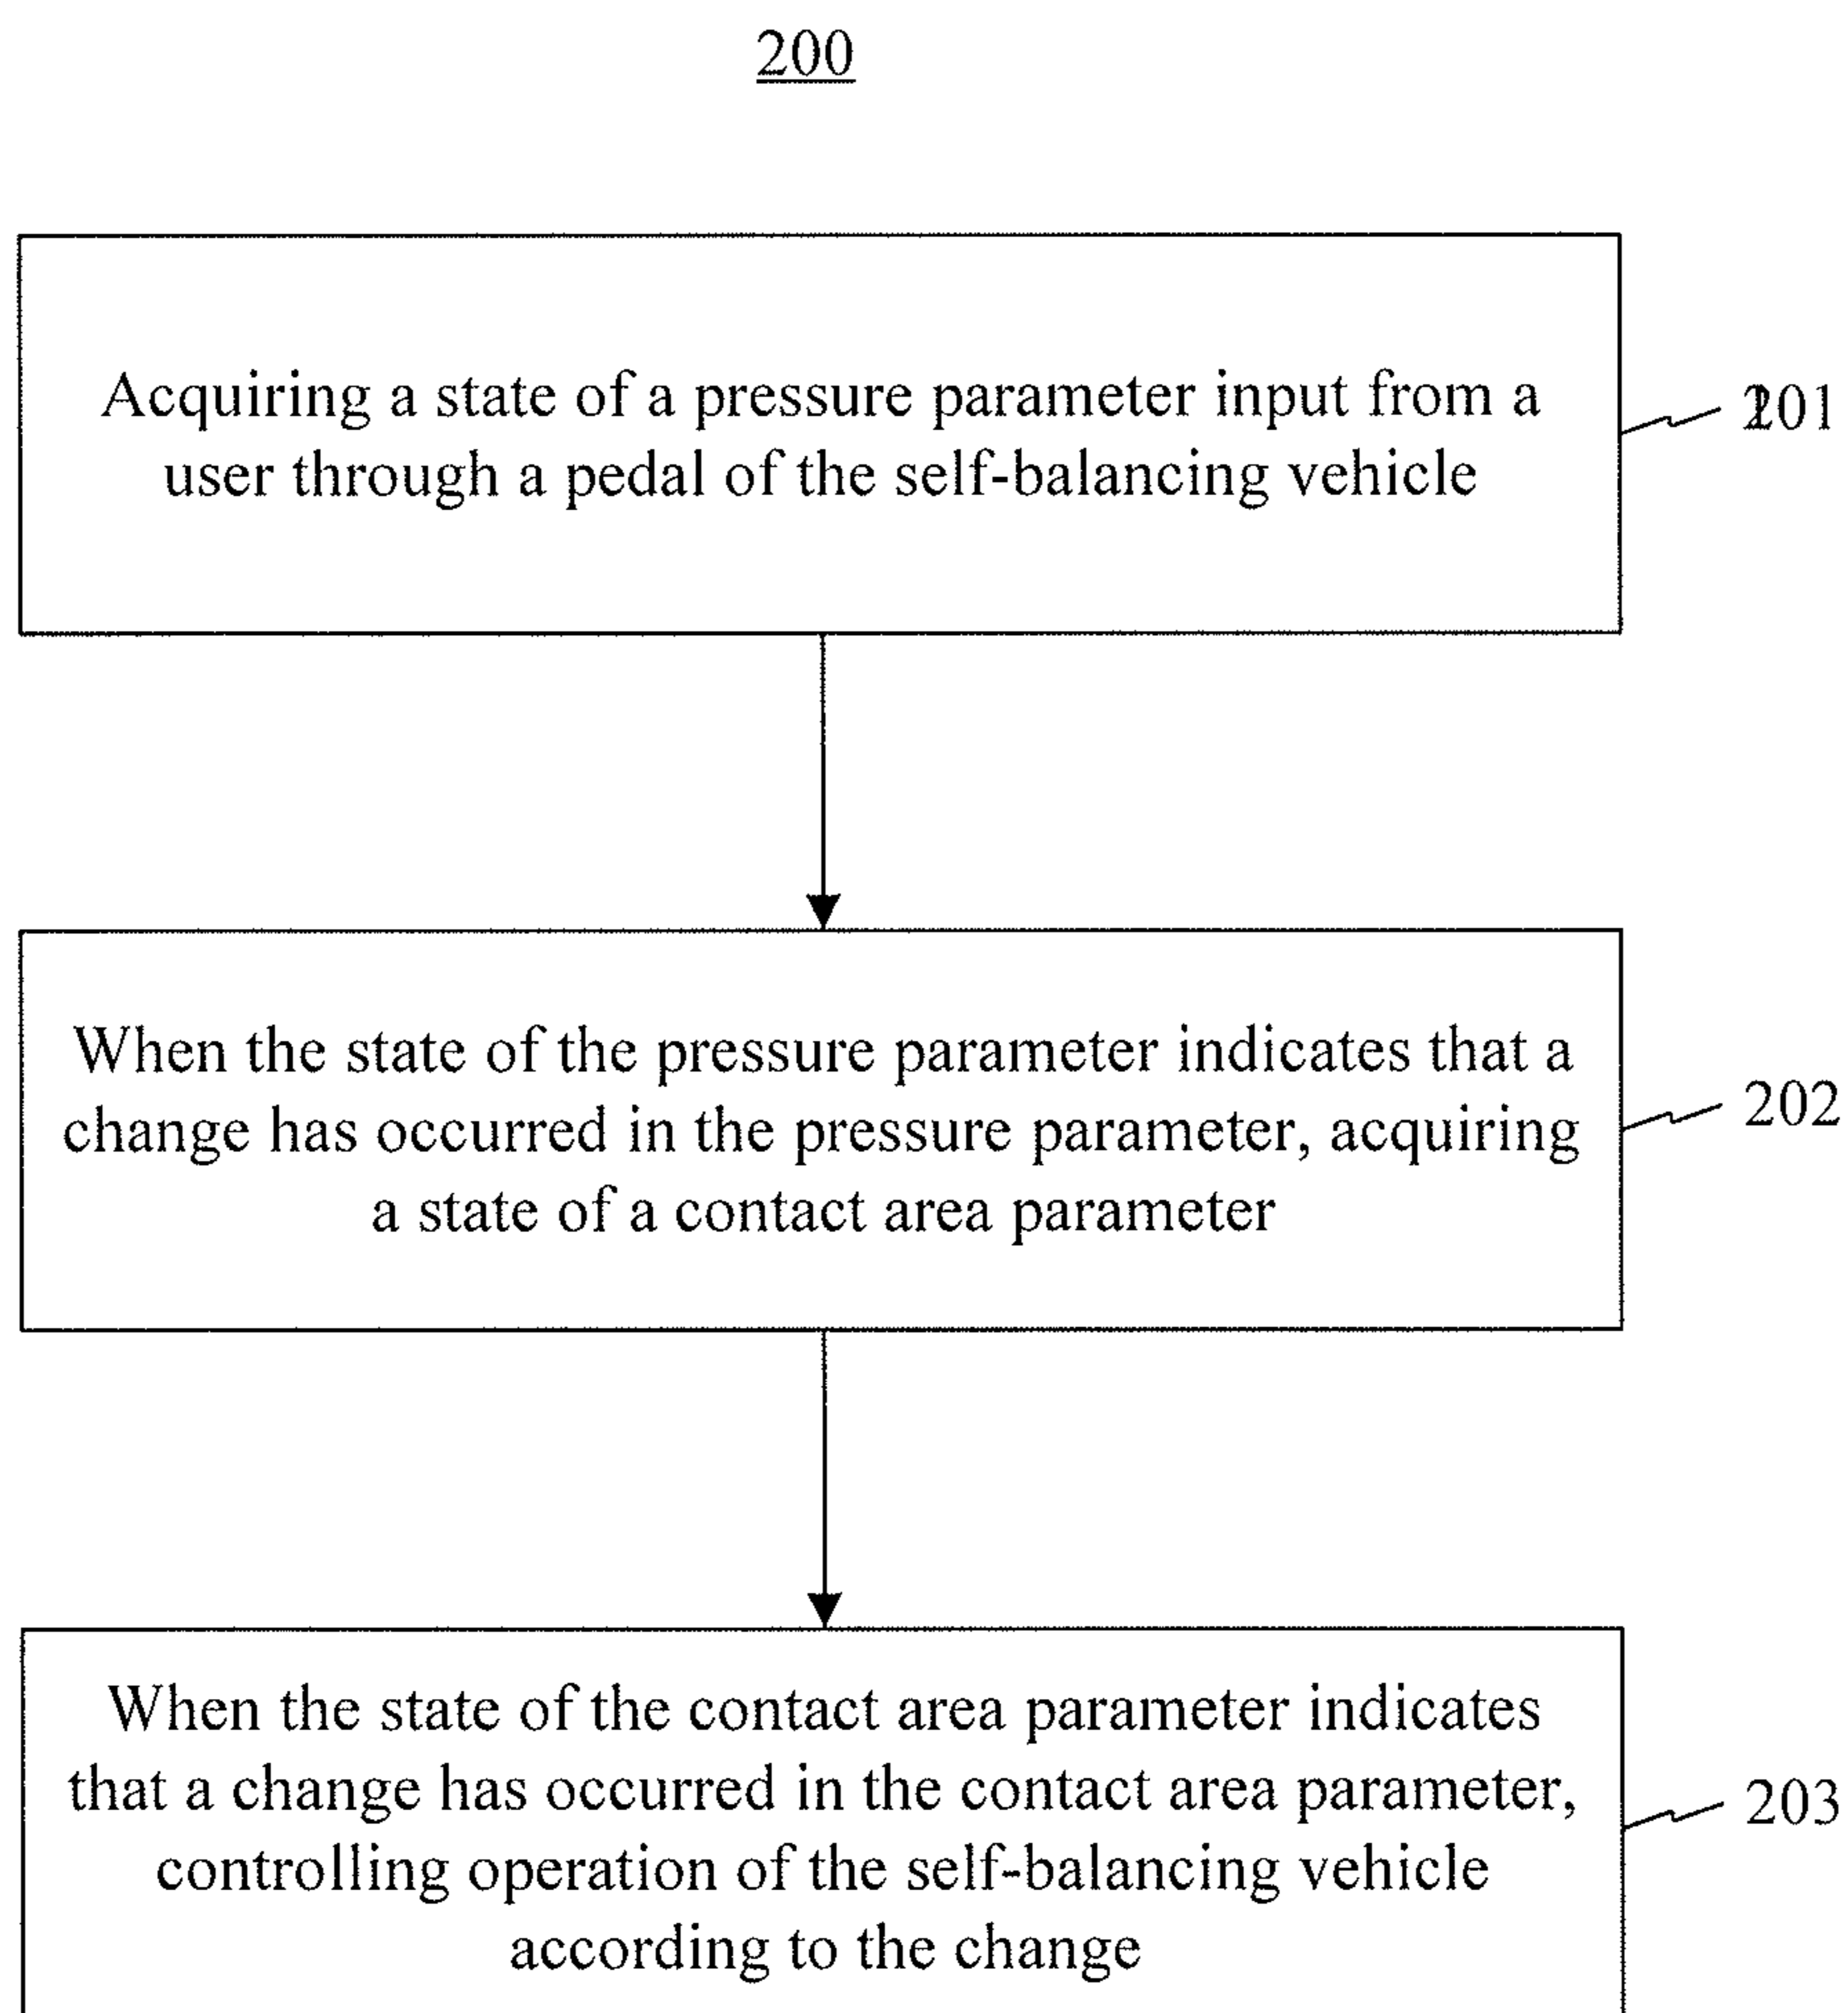 200
Acquiring a state of a pressure parameter input from a
user through a pedal of the self-balancing vehicle
201
When the state of the pressure parameter indicates that a
change has occurred in the pressure parameter, acquiring
a state of a contact area parameter
202
When the state of the contact area parameter indicates
that a change has occurred in the contact area parameter,
controlling operation of the self-balancing vehicle
according to the change
203